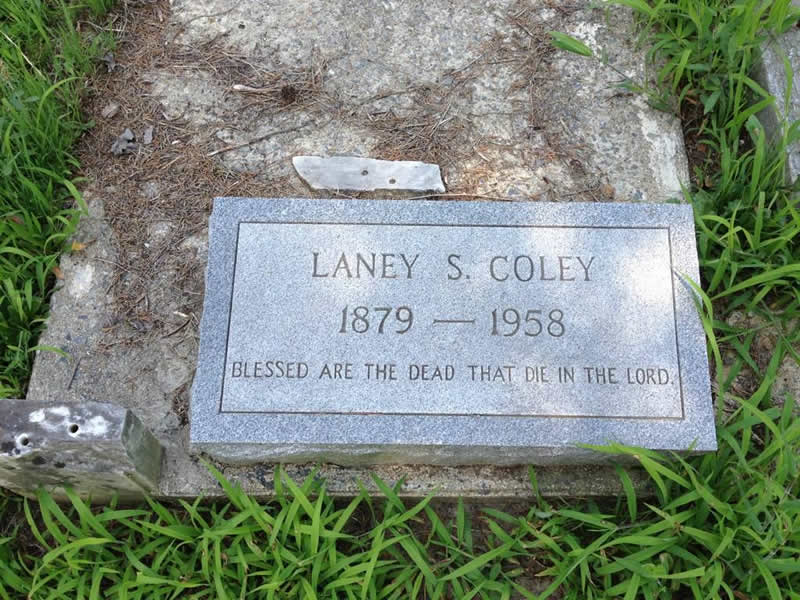 LANEY S. COLEY
1879 — 1958
BLESSED ARE THE DEAD THAT DIE IN THE LORD.